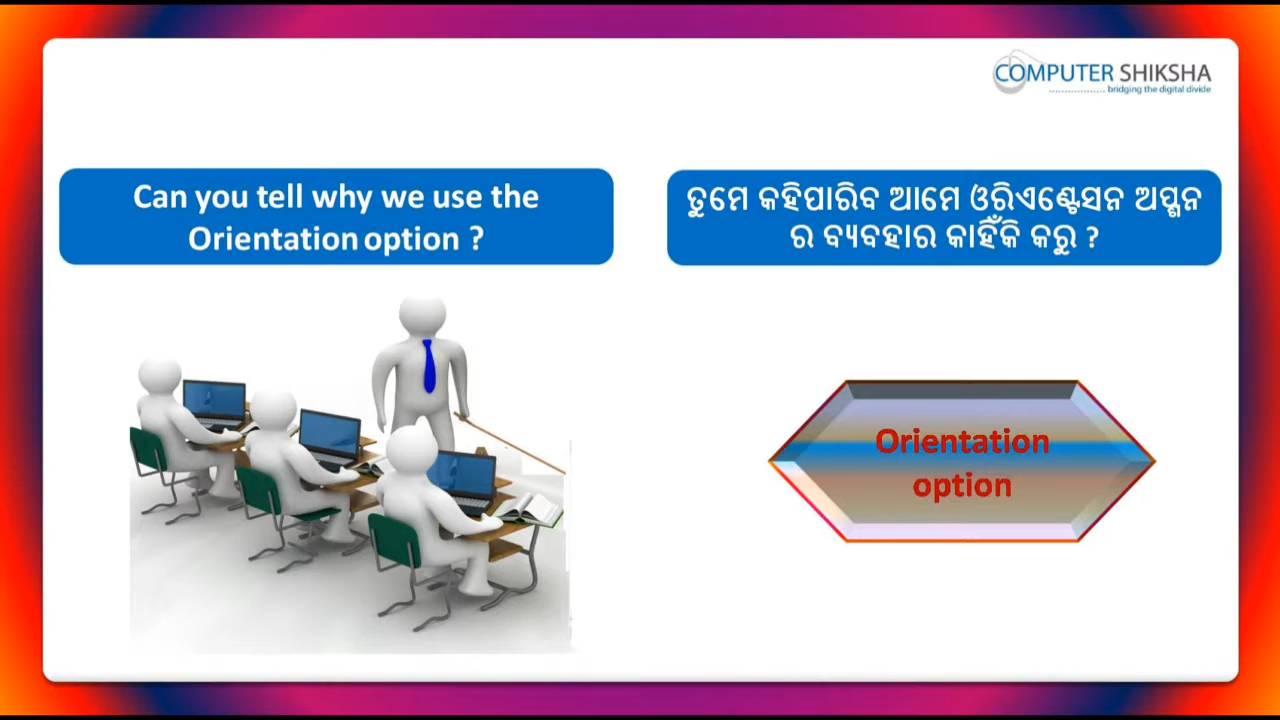 COMPUTER SHIKSHA
bridging the digital divide
Can you tell why we use the
Orientation option ?
ତୁମେ କହିପାରିବ ଆମେ ଓରିଏଣ୍ଟେସନ ଅପ୍ସନ
ର ବ୍ୟବହାର କାହିଁକି କରୁ ?
Orientation
option